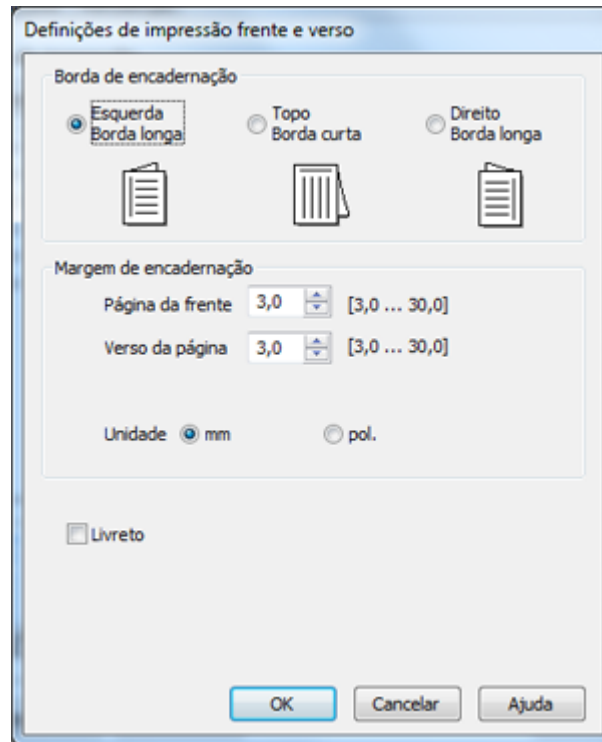 Definições de impressão frente e verso
Borda de encadernação
Esquerda
Borda longa
Topo
Borda curta
Direito
Borda longa
Margem de encadernação
Página da frente 3,0 [3,0 ... 30,0]
Verso da página 3,0 [3,0 ... 30,0]
Unidade mm pol.
Livreto
OK Cancelar Ajuda